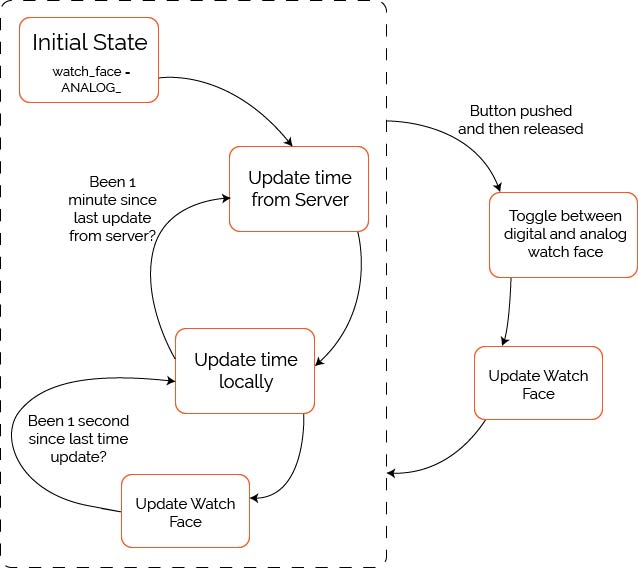 Initial State
watch_face =
ANALOG_
Button pushed
and then released
Update time
from Server
Been 1
minute since
last update
from server?
Toggle between
digital and analog
watch face
Update time
locally
Update Watch
Face
Been 1 second
since last time
update?
Update Watch
Face